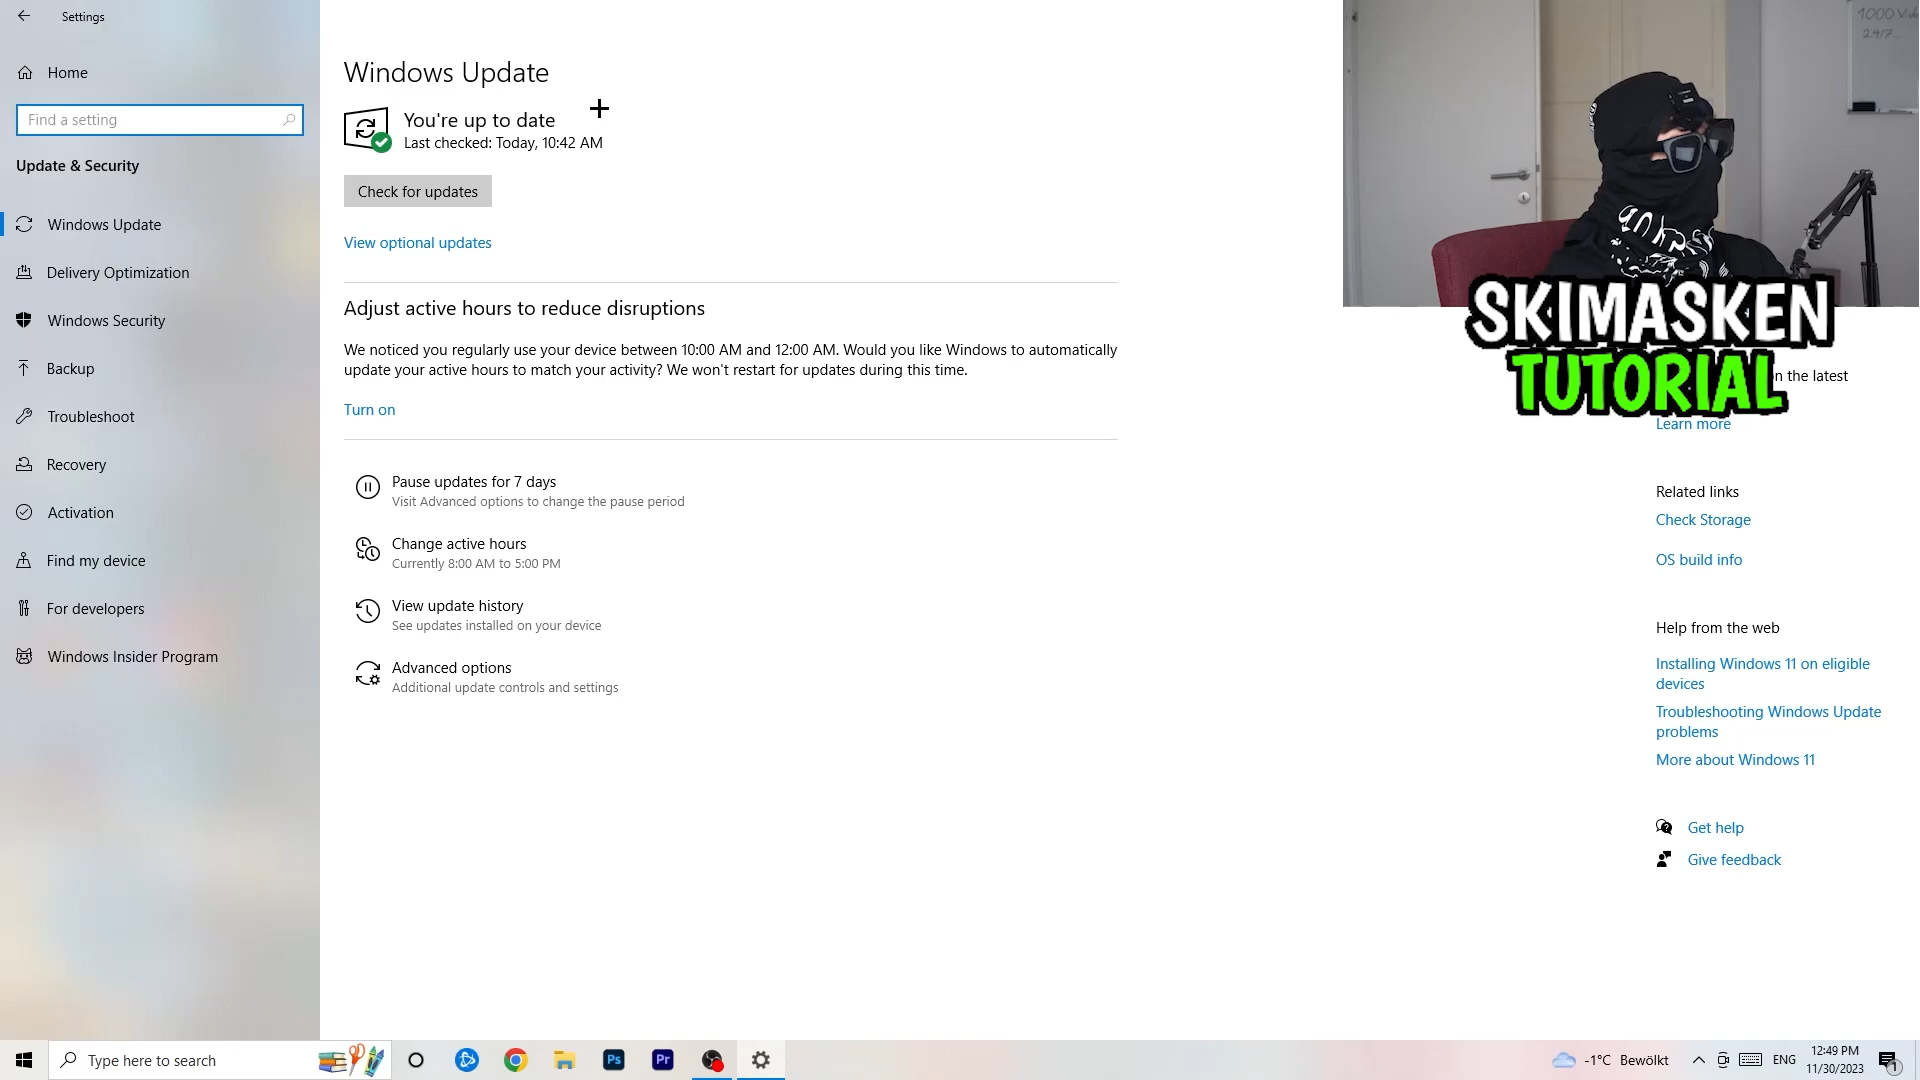 Settings
Home
Find a setting
Update & Security
Windows Update
Delivery Optimization
Windows Security
Backup
Troubleshoot
Recovery
Activation
Find my device
For developers
Windows Insider Program
Windows Update
You're up to date
Last checked: Today, 10:42 AM
Check for updates
View optional updates
Adjust active hours to reduce disruptions
We noticed you regularly use your device between 10:00 AM and 12:00 AM. Would you like Windows to automatically
update your active hours to match your activity? We won't restart for updates during this time.
Turn on
Pause updates for 7 days
Visit Advanced options to change the pause period
Change active hours
Currently 8:00 AM to 5:00 PM
View update history
See updates installed on your device
Advanced options
Additional update controls and settings
SKIMASKEN
TUTORIAL
on the latest
Learn more
Related links
Check Storage
OS build info
Help from the web
Installing Windows 11 on eligible
devices
Troubleshooting Windows Update
problems
More about Windows 11
Get help
Give feedback
Type here to search
Ps
Pr
-1°C Bewölkt
ENG
12:49 PM
11/30/2023
1